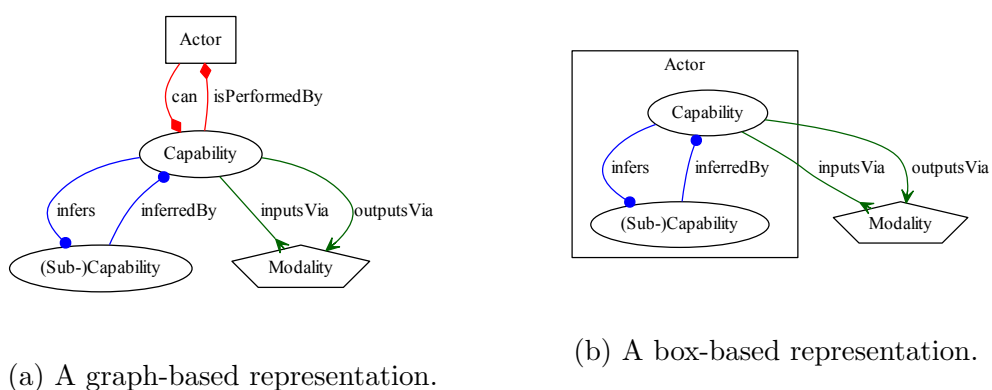 Actor
can
isPerformedBy
Capability
infers
inferredBy
inputsVia
outputsVia
(Sub-)Capability
Modality
(a) A graph-based representation.
Actor
Capability
infers
inferredBy
inputsVia
outputsVia
(Sub-)Capability
Modality
(b) A box-based representation.